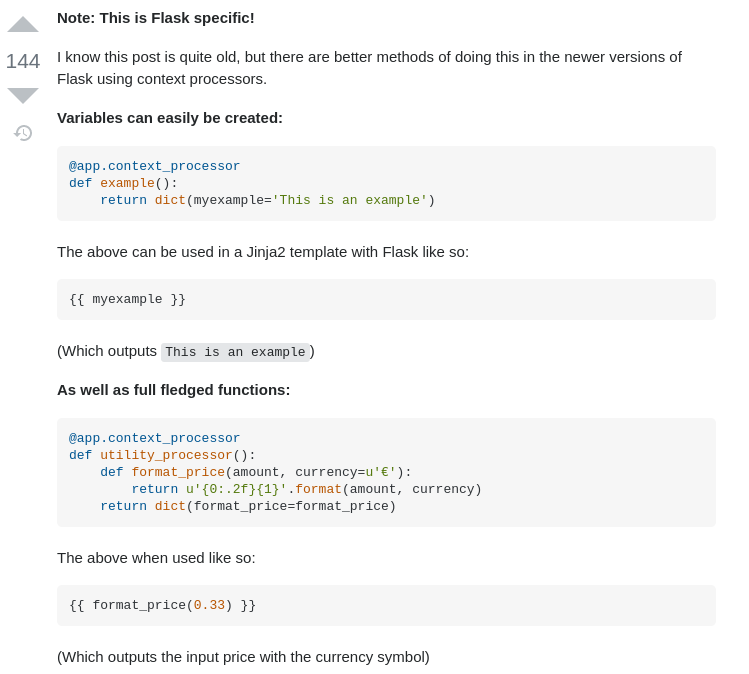 Note: This is Flask specific!
144
I know this post is quite old, but there are better methods of doing this in the newer versions of
Flask using context processors.
Variables can easily be created:
@app.context_processor
def example():
    return dict(myexample='This is an example')
The above can be used in a Jinja2 template with Flask like so:
{{ myexample }}
(Which outputs This is an example)
As well as full fledged functions:
@app.context_processor
def utility_processor():
    def format_price(amount, currency=u'€'):
        return u'{0:.2f}{1}'.format(amount, currency)
    return dict(format_price=format_price)
The above when used like so:
{{ format_price(0.33) }}
(Which outputs the input price with the currency symbol)